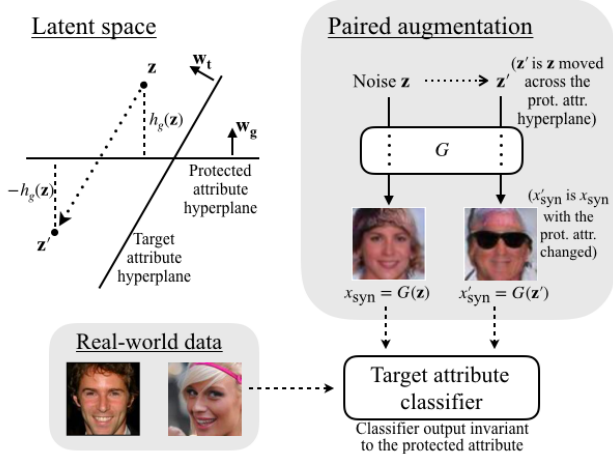 Latent space
w_t
z
h_g(z)
w_g
−h_g(z)
Protected
attribute
hyperplane
z′
Target
attribute
hyperplane
Paired augmentation
Noise z
z′
(z′ is z moved
across the
prot. attr.
hyperplane)
G
(x′_syn is x_syn
with the
prot. attr.
changed)
x_syn = G(z)
x′_syn = G(z′)
Real-world data
Target attribute
classifier
Classifier output invariant
to the protected attribute